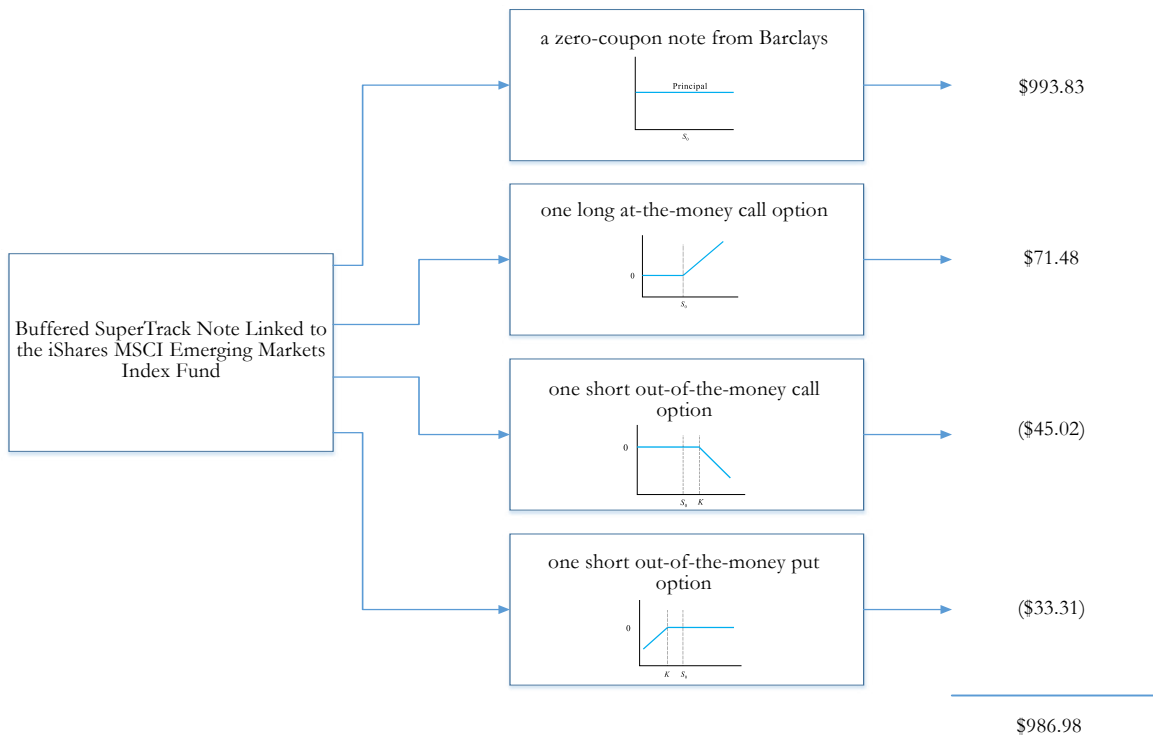 a zero-coupon note from Barclays
Principal
S₀
$993.83
one long at-the-money call option
0
S₀
$71.48
Buffered SuperTrack Note Linked to
the iShares MSCI Emerging Markets
Index Fund
one short out-of-the-money call
option
0
S₀ K
($45.02)
one short out-of-the-money put
option
0
K S₀
($33.31)
$986.98